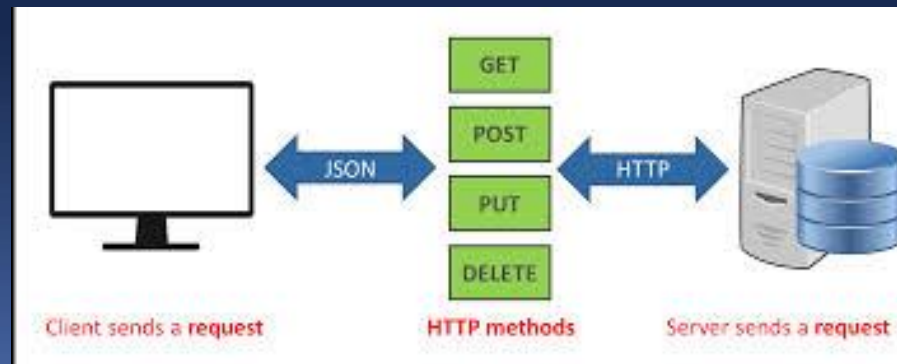 GET
POST
JSON
HTTP
PUT
DELETE
Client sends a request
HTTP methods
Server sends a request